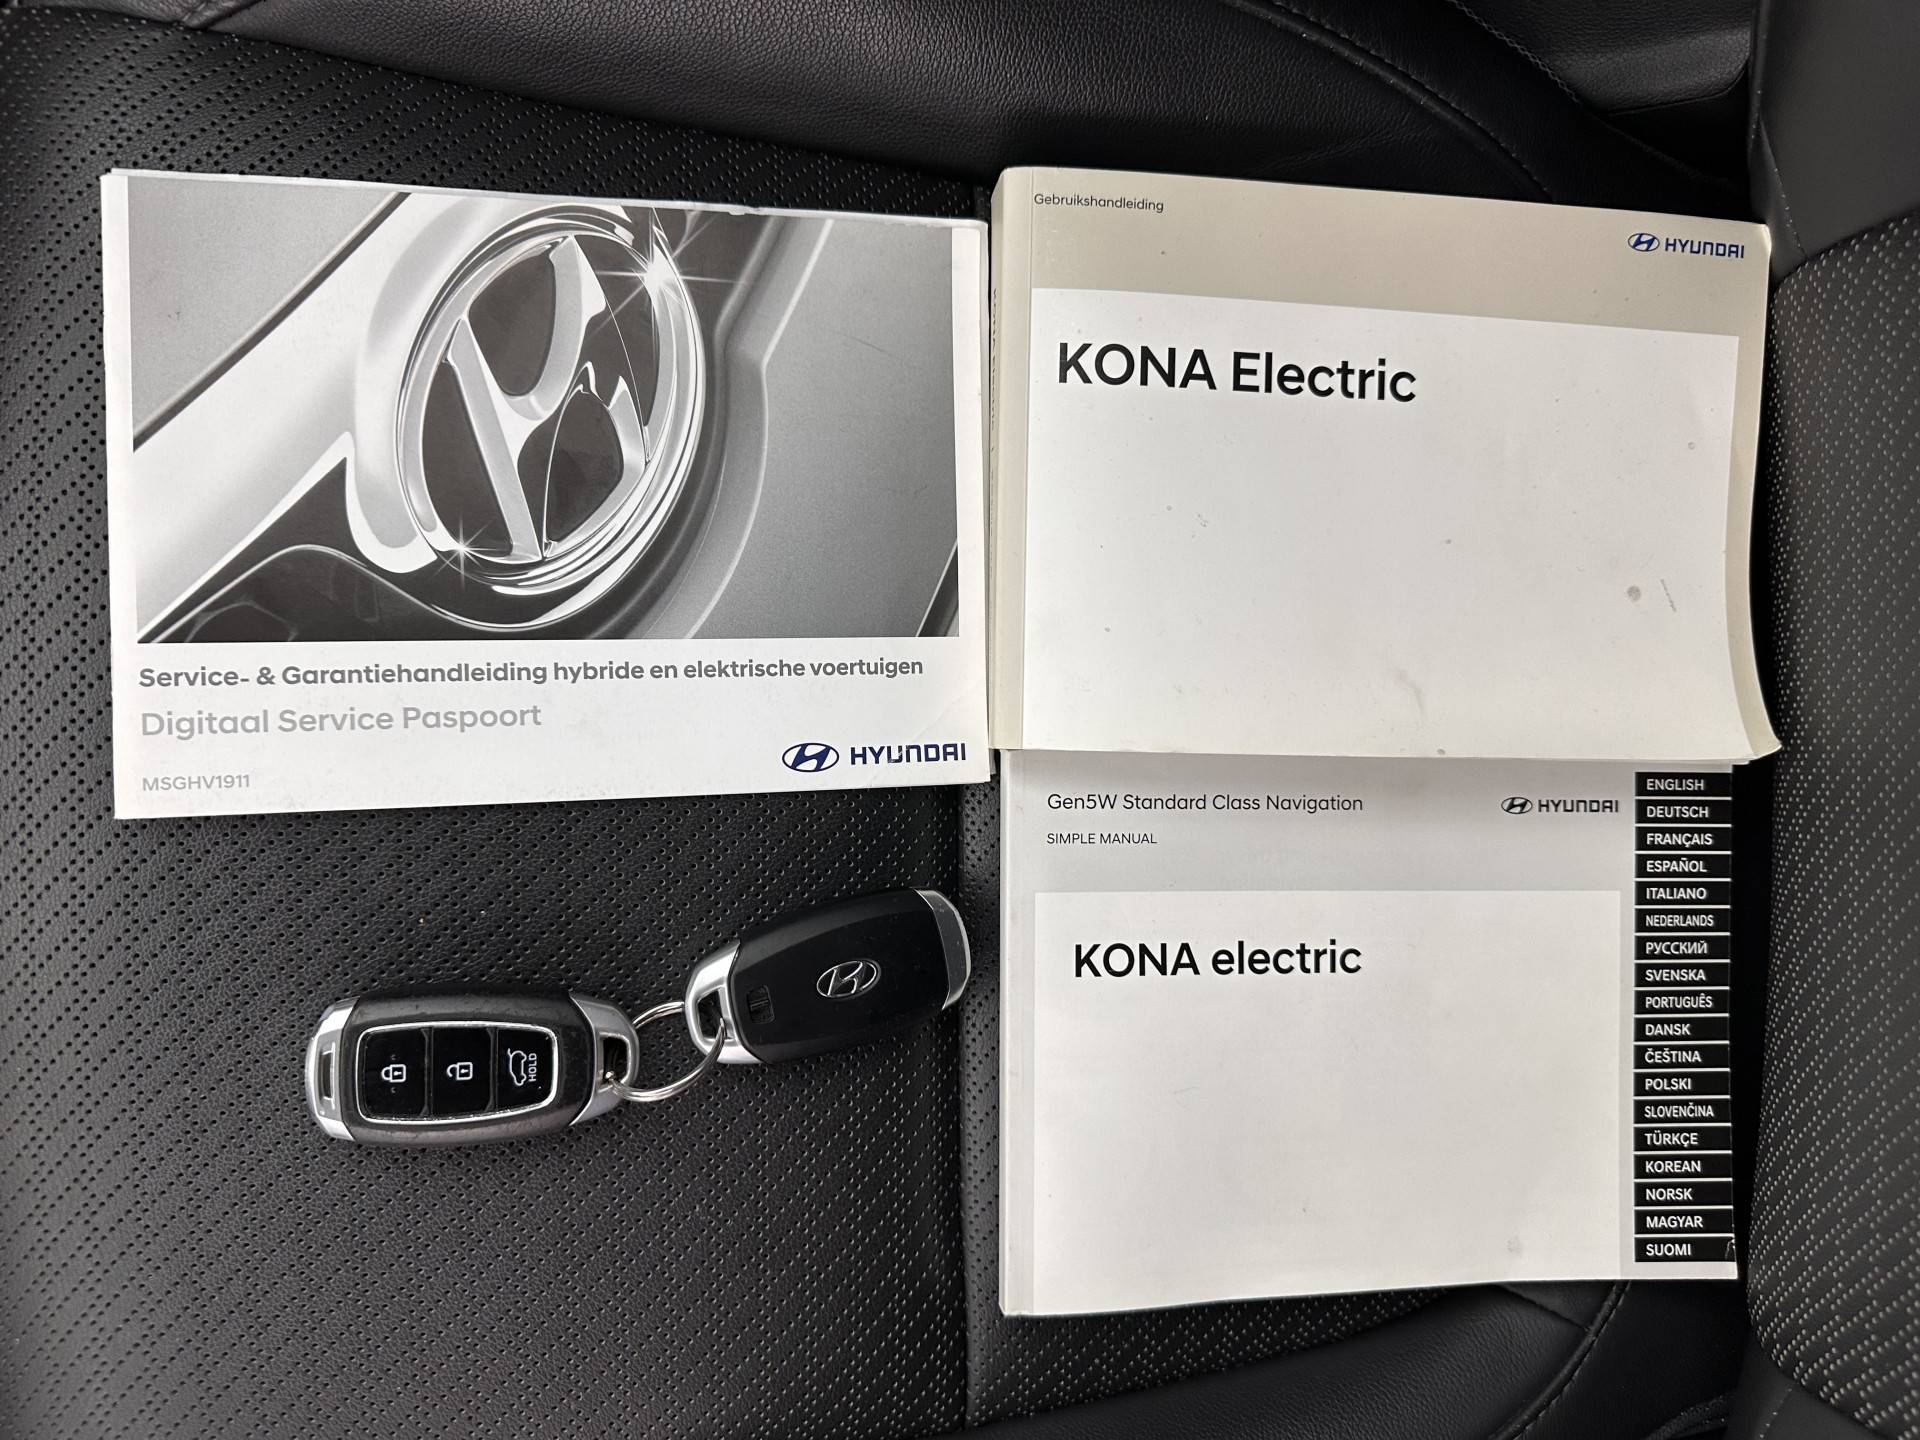 Service- & Garantiehandleiding hybride en elektrische voertuigen
Digitaal Service Paspoort
HYUNDAI
MSGHV1911
Gebruikshandleiding
HYUNDAI
KONA Electric
Gen5W Standard Class Navigation
HYUNDAI
SIMPLE MANUAL
KONA electric
ENGLISH
DEUTSCH
FRANÇAIS
ESPAÑOL
ITALIANO
NEDERLANDS
РУССКИЙ
SVENSKA
PORTUGUÊS
DANSK
ČEŠTINA
POLSKI
SLOVENČINA
TÜRKÇE
KOREAN
NORSK
MAGYAR
SUOMI
HOLD